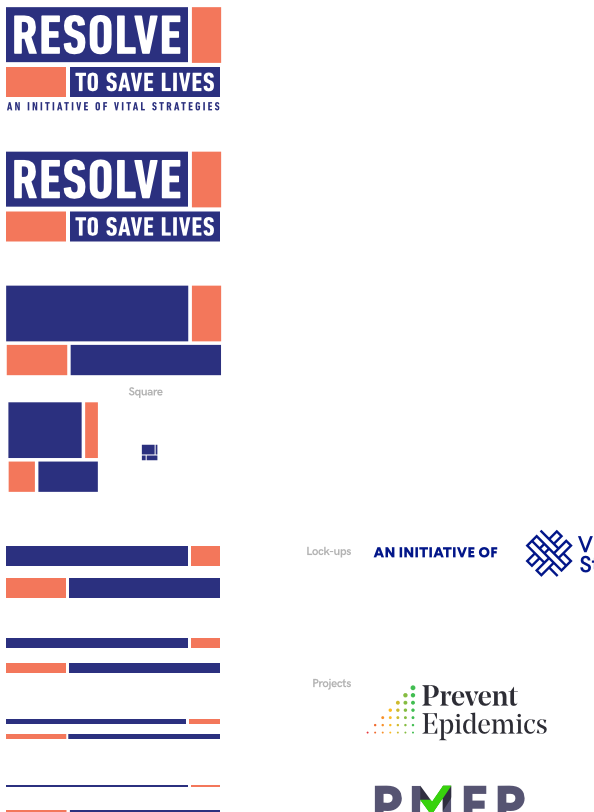 RESOLVE
TO SAVE LIVES
AN INITIATIVE OF VITAL STRATEGIES
RESOLVE
TO SAVE LIVES
Square
Lock-ups
AN INITIATIVE OF
Projects
Prevent
Epidemics